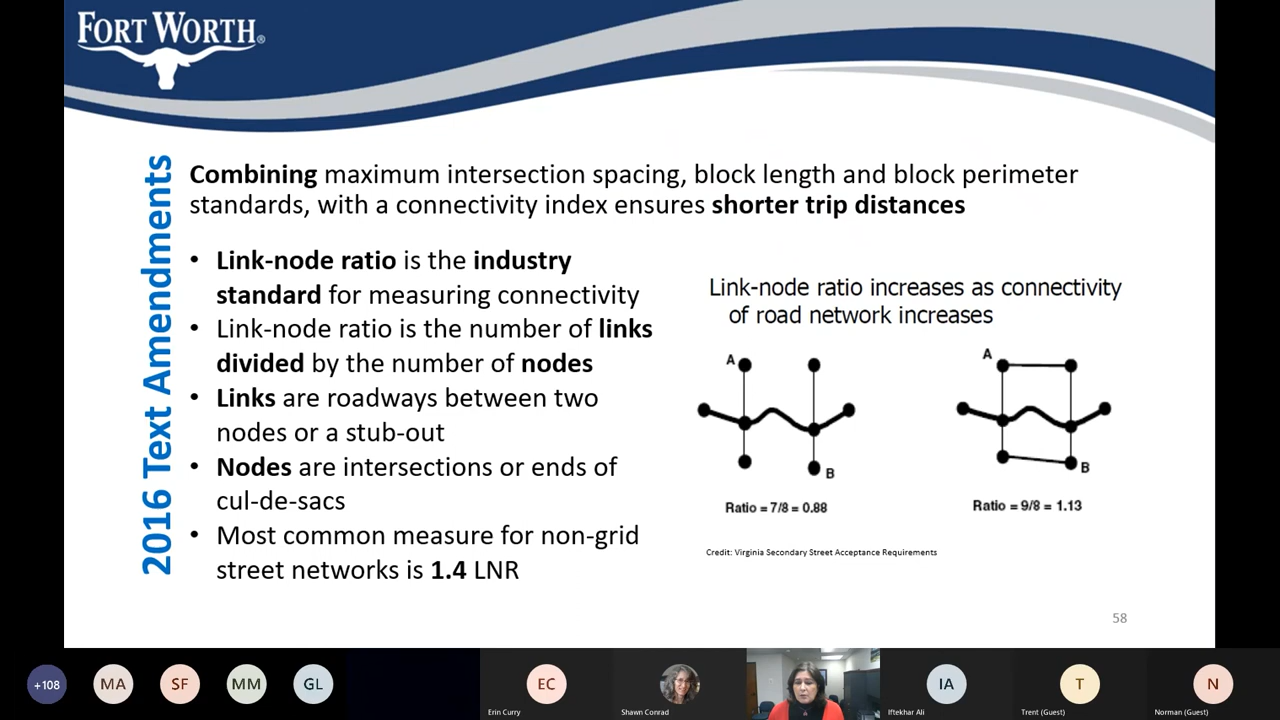 FORT WORTH®
2016 Text Amendments
Combining maximum intersection spacing, block length and block perimeter
standards, with a connectivity index ensures shorter trip distances
• Link-node ratio is the industry
standard for measuring connectivity
• Link-node ratio is the number of links
divided by the number of nodes
• Links are roadways between two
nodes or a stub-out
• Nodes are intersections or ends of
cul-de-sacs
• Most common measure for non-grid
street networks is 1.4 LNR
Link-node ratio increases as connectivity
of road network increases
A
B
Ratio = 7/8 = 0.88
A
B
Ratio = 9/8 = 1.13
Credit: Virginia Secondary Street Acceptance Requirements
58
+108
MA
SF
MM
GL
EC
Erin Curry
Shawn Conrad
IA
Iftekhar Ali
T
Trent (Guest)
N
Norman (Guest)